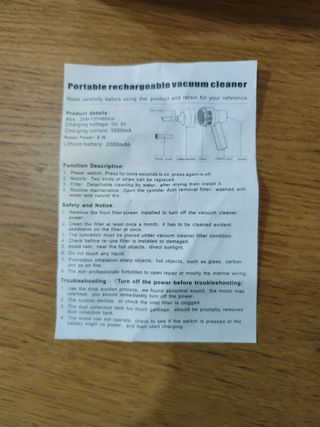 Portable rechargeable vacuum cleaner
Read carefully before using the product and retain for your reference
Product details
Size: 209*137*60mm
Charging voltage: DC 5V
Charging current: 1000mA
Rates Power: 8 W
Lithium battery: 2000mAh
Function Description:
1. Power switch: Press for more seconds is on, press again is off.
2. Nozzle: Two kinds of straw can be replaced.
3. Filter: Detachable cleaning by water, after drying then install it.
4. Routine maintenance: Open the cylinder dust removal filter, washed with
water and natural dry.
Safety and Notice:
1. Remove the front filter screen installed to turn off the vacuum cleaner
power.
2. Clean the filter at least once a month, it has to be cleaned evident
sediments on the filter at once.
3. The operation must be placed under vacuum cleaner filter condition.
4. Check before re-use filter is installed or damaged.
5. Avoid rain, near the hot objects, direct sunlight.
6. Do not touch any liquid.
7. Prohibition inhalation sharp objects, hot objects, such as glass, carbon
and so on fire.
8. The non professionals forbidden to open repair or modify the internal wiring.
Troubleshooting: (Turn off the power before troubleshooting)
1. Use the drop suction process, we found abnormal sound, the motor may
overheat, you should immediately turn off the power.
2. The suction decline, or check the inlet filter is clogged.
3. The dust collection tank too much garbage, should be promptly removed
dust collection tank.
4. The motor can not operate, check to see if the switch is pressed or the
battery might no power, and then start charging.